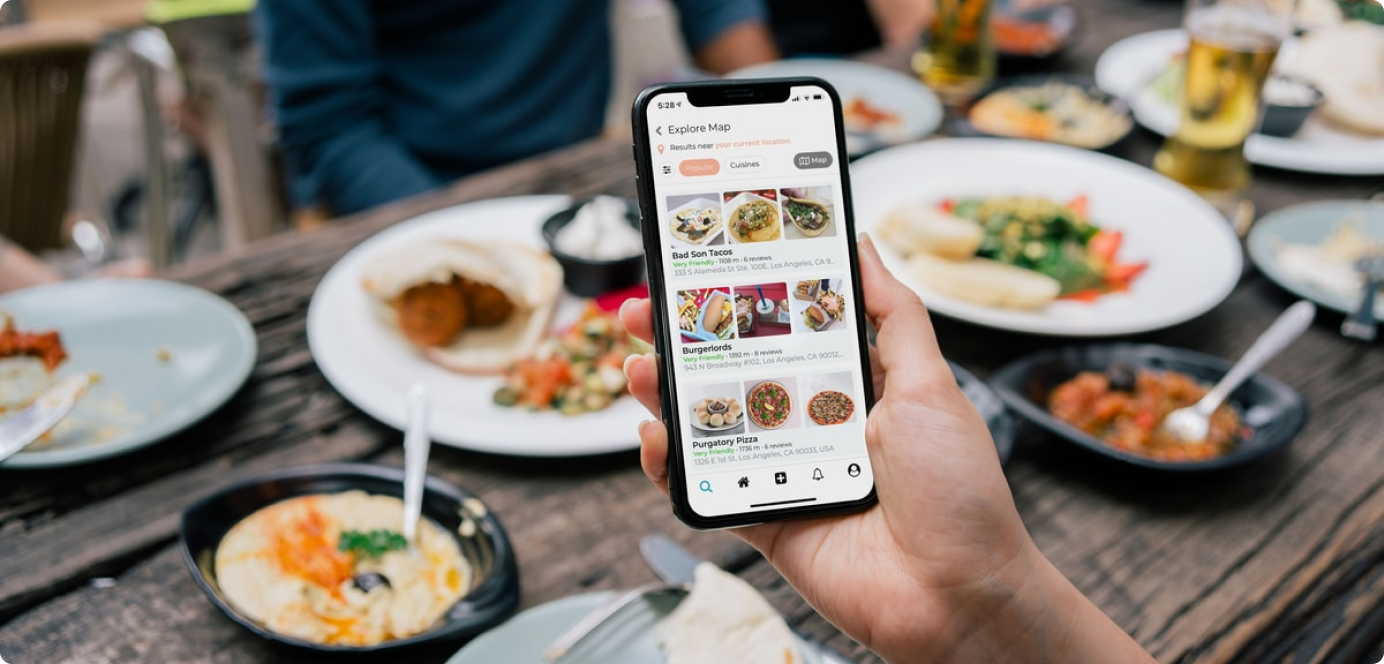 5:28
Explore Map
Results near your current location
Popular
Cuisines
Map
Bad Son Tacos
Very Friendly • 1108 m • 6 reviews
333 S Alameda St Ste. 100E, Los Angeles, CA 9...
Burgerlords
Very Friendly • 1392 m • 8 reviews
943 N Broadway #102, Los Angeles, CA 90012,...
Purgatory Pizza
Very Friendly • 1736 m • 6 reviews
1326 E 1st St, Los Angeles, CA 90033, USA